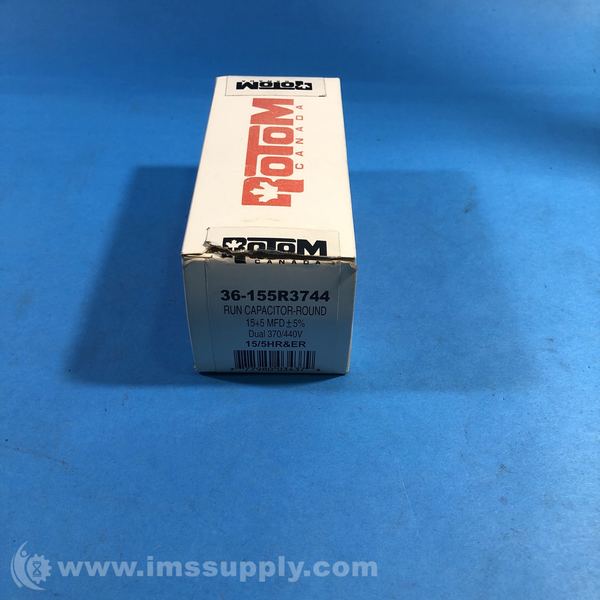 RoToM
RoToM
CANADA
RoToM
CANADA
36-155R3744
RUN CAPACITOR-ROUND
15+5 MFD ± 5%
Dual 370/440V
15/5HR&ER
www.imssupply.com